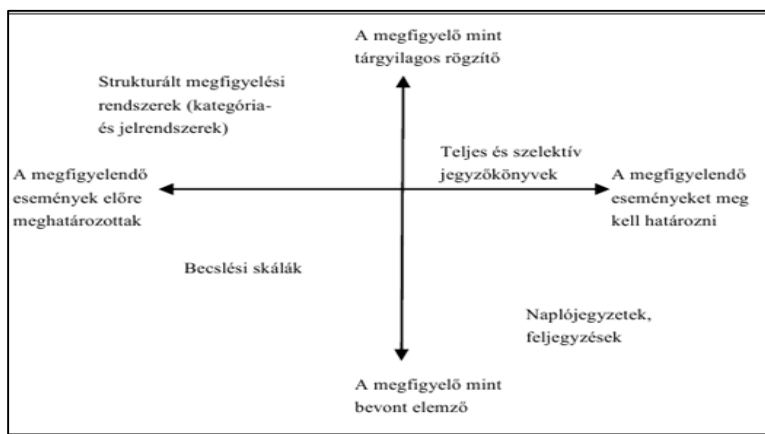 A megfigyelő mint
tárgyilagos rögzítő
Strukturált megfigyelési
rendszerek (kategória-
és jelrendszerek)
Teljes és szelektív
jegyzőkönyvek
A megfigyelendő
események előre
meghatározottak
A megfigyelendő
eseményeket meg
kell határozni
Becslési skálák
Naplójegyzetek,
feljegyzések
A megfigyelő mint
bevont elemző